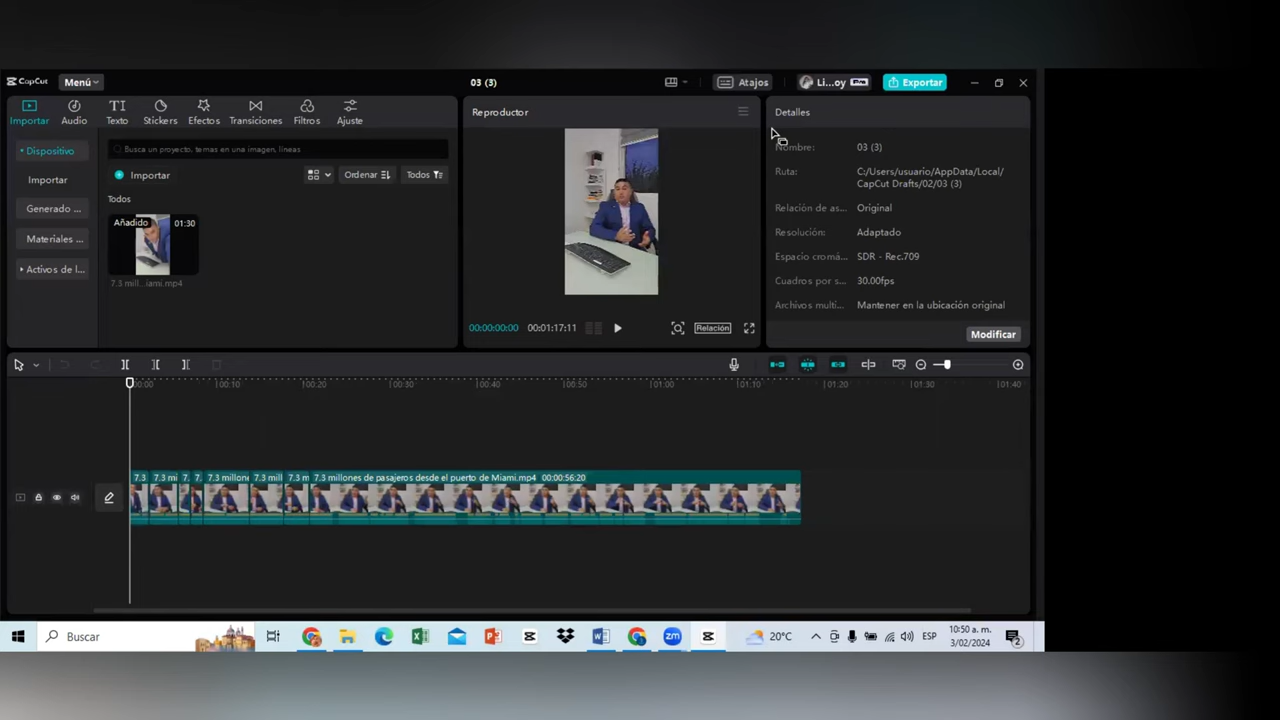 CapCut
Menú
03 (3)
Atajos
Li...oy
Pro
Exportar
Importar
Audio
Texto
Stickers
Efectos
Transiciones
Filtros
Ajuste
Dispositivo
Importar
Generado ...
Materiales ...
Activos de l...
Busca un proyecto, temas en una imagen, líneas
Importar
Ordenar
Todos
Todos
Añadido
01:30
7.3 mill...iami.mp4
Reproductor
00:00:00:00
00:01:17:11
Relación
Detalles
Nombre:
03 (3)
Ruta:
C:/Users/usuario/AppData/Local/
CapCut Drafts/02/03 (3)
Relación de as...
Original
Resolución:
Adaptado
Espacio cromá...
SDR - Rec.709
Cuadros por s...
30.00fps
Archivos multi...
Mantener en la ubicación original
Modificar
00:00
00:10
00:20
00:30
00:40
00:50
01:00
01:10
01:20
01:30
01:40
7.3
7.3 mi
7.
7.
7.3 millone
7.3 mill
7.3 m
7.3 millones de pasajeros desde el puerto de Miami.mp4 00:00:56:20
Buscar
zm
20°C
ESP
10:50 a. m.
3/02/2024
2